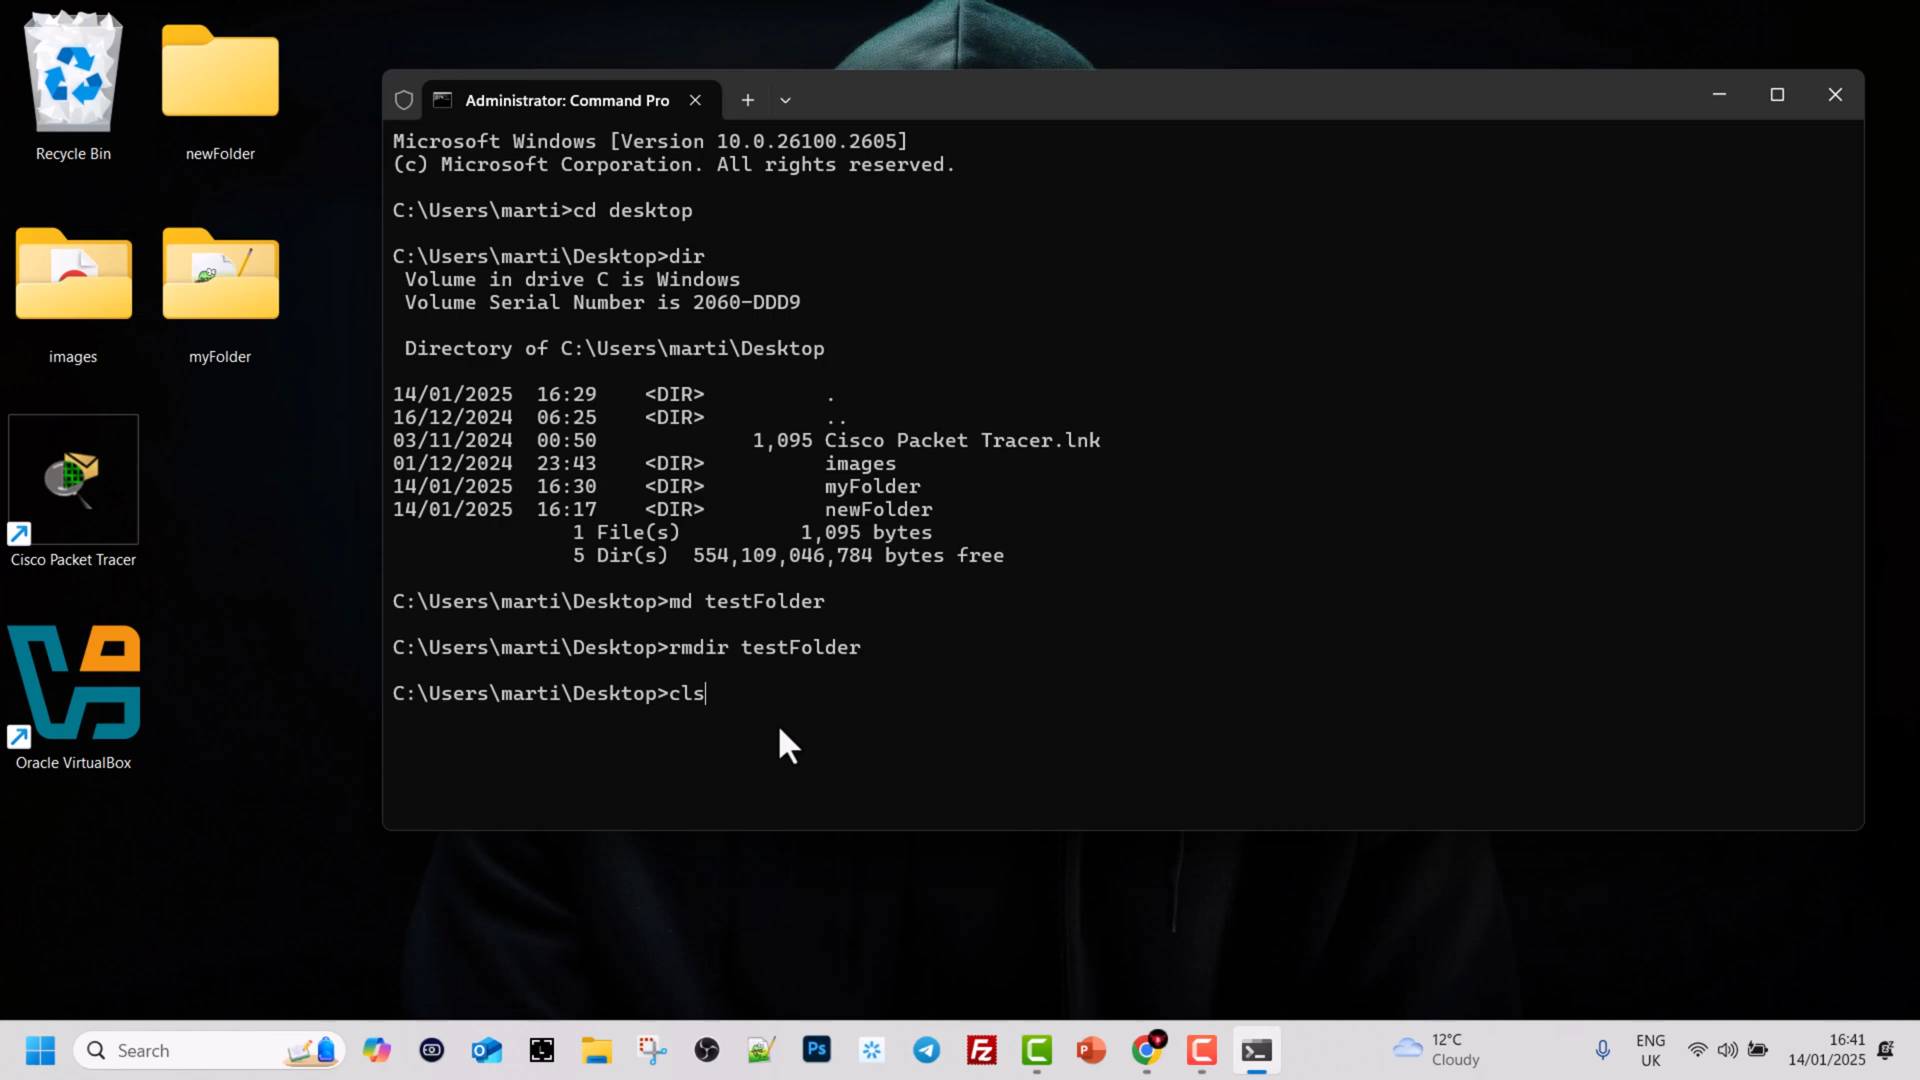 Recycle Bin
newFolder
images
myFolder
Cisco Packet Tracer
Oracle VirtualBox
Administrator: Command Pro
Microsoft Windows [Version 10.0.26100.2605]
(c) Microsoft Corporation. All rights reserved.
C:\Users\marti>cd desktop
C:\Users\marti\Desktop>dir
Volume in drive C is Windows
Volume Serial Number is 2060-DDD9
Directory of C:\Users\marti\Desktop
14/01/2025  16:29    <DIR>          .
16/12/2024  06:25    <DIR>          ..
03/11/2024  00:50             1,095 Cisco Packet Tracer.lnk
01/12/2024  23:43    <DIR>          images
14/01/2025  16:30    <DIR>          myFolder
14/01/2025  16:17    <DIR>          newFolder
1 File(s)          1,095 bytes
5 Dir(s)  554,109,046,784 bytes free
C:\Users\marti\Desktop>md testFolder
C:\Users\marti\Desktop>rmdir testFolder
C:\Users\marti\Desktop>cls
Search
Ps
Fz
12°C
Cloudy
ENG
UK
16:41
14/01/2025